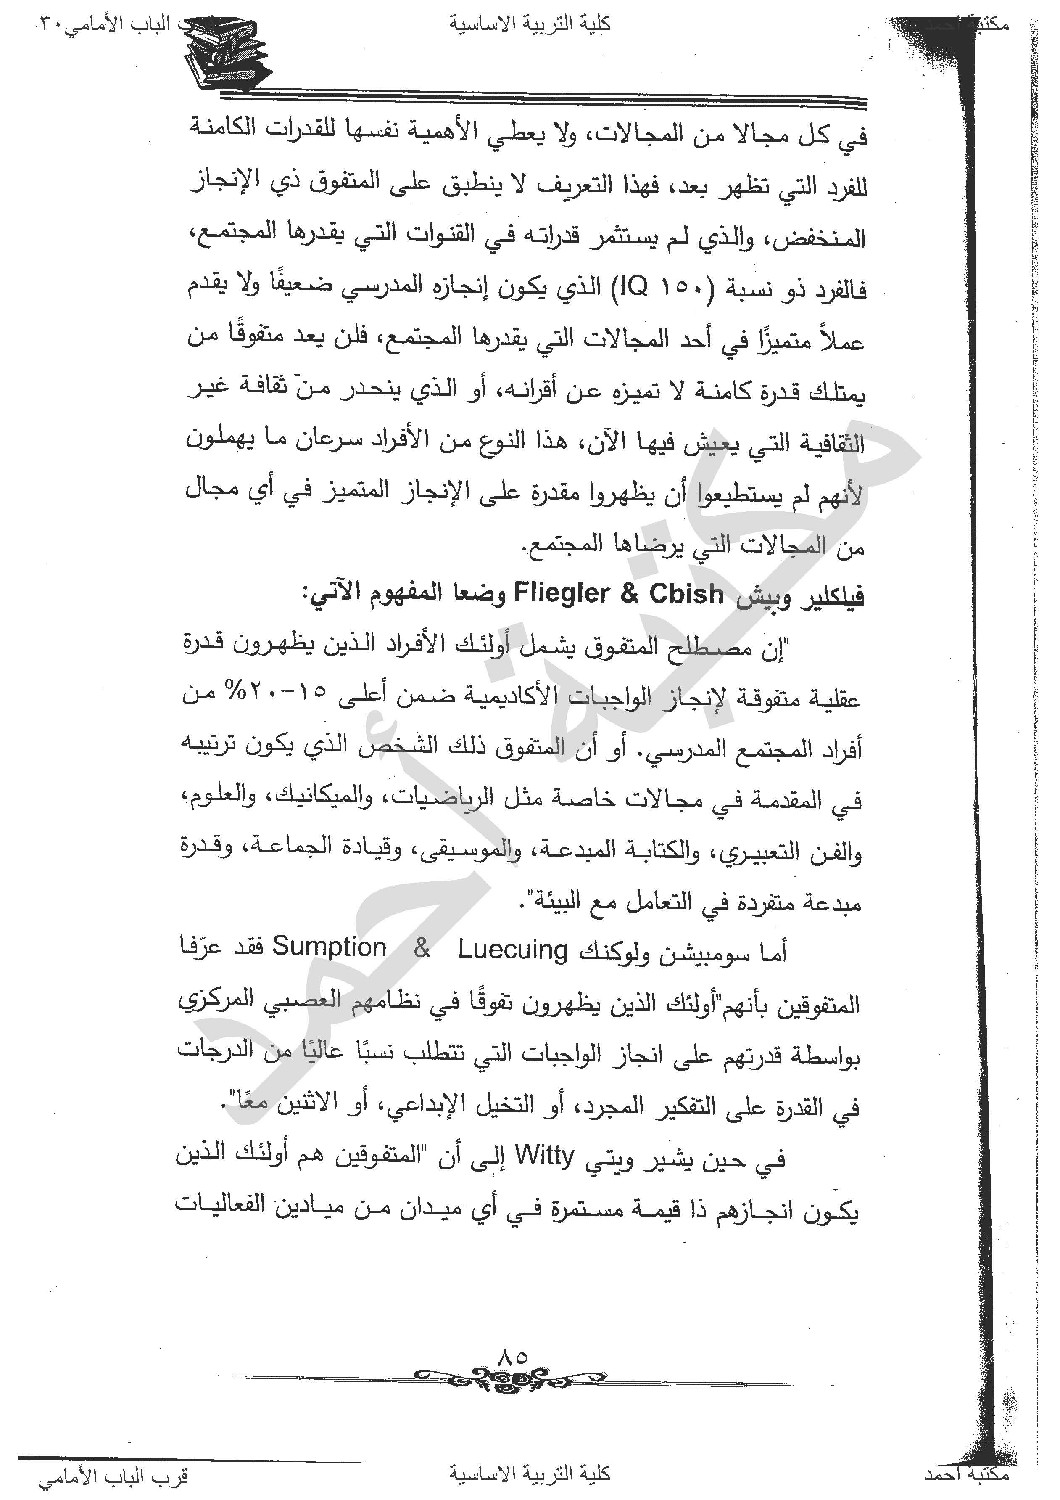 مكتبة أحمد
كلية التربية الاساسية
قرب الباب الأمامي٣٠
في كل مجالا من المجالات، ولا يعطي الأهمية نفسها للقدرات الكامنة
للفرد التي تظهر بعد، فهذا التعريف لا ينطبق على المتفوق ذي الإنجاز
المنخفض، والذي لم يستثمر قدراته في القنوات التي يقدرها المجتمع،
فالفرد ذو نسبة (١٥٠ IQ) الذي يكون إنجازه المدرسي ضعيفًا ولا يقدم
عملاً متميزًا في أحد المجالات التي يقدرها المجتمع، فلن يعد متفوقًا من
يمتلك قدرة كامنة لا تميزه عن أقرانه، أو الذي ينحدر من ثقافة غير
الثقافية التي يعيش فيها الآن، هذا النوع من الأفراد سرعان ما يهملون
لأنهم لم يستطيعوا أن يظهروا مقدرة على الإنجاز المتميز في أي مجال
من المجالات التي يرضاها المجتمع.
فيلكلير وبيش Fliegler & Cbish وضعا المفهوم الآتي:
"إن مصطلح المتفوق يشمل أولئك الأفراد الذين يظهرون قدرة
عقلية متفوقة لإنجاز الواجبات الأكاديمية ضمن أعلى ١٥-٢٠% من
أفراد المجتمع المدرسي. أو أن المتفوق ذلك الشخص الذي يكون ترتيبه
في المقدمة في مجالات خاصة مثل الرياضيات، والميكانيك، والعلوم،
والفن التعبيري، والكتابة المبدعة، والموسيقى، وقيادة الجماعة، وقدرة
مبدعة متفردة في التعامل مع البيئة".
أما سومبيشن ولوكنك Sumption & Luecuing فقد عرّفا
المتفوقين بأنهم"أولئك الذين يظهرون تفوقًا في نظامهم العصبي المركزي
بواسطة قدرتهم على انجاز الواجبات التي تتطلب نسبًا عاليًا من الدرجات
في القدرة على التفكير المجرد، أو التخيل الإبداعي، أو الاثنين معًا".
في حين يشير ويتي Witty إلى أن "المتفوقين هم أولئك الذين
يكون انجازهم ذا قيمة مستمرة في أي ميدان من ميادين الفعاليات
٨٥
مكتبة احمد
كلية التربية الاساسية
قرب الباب الأمامي
مكتبة أحمد